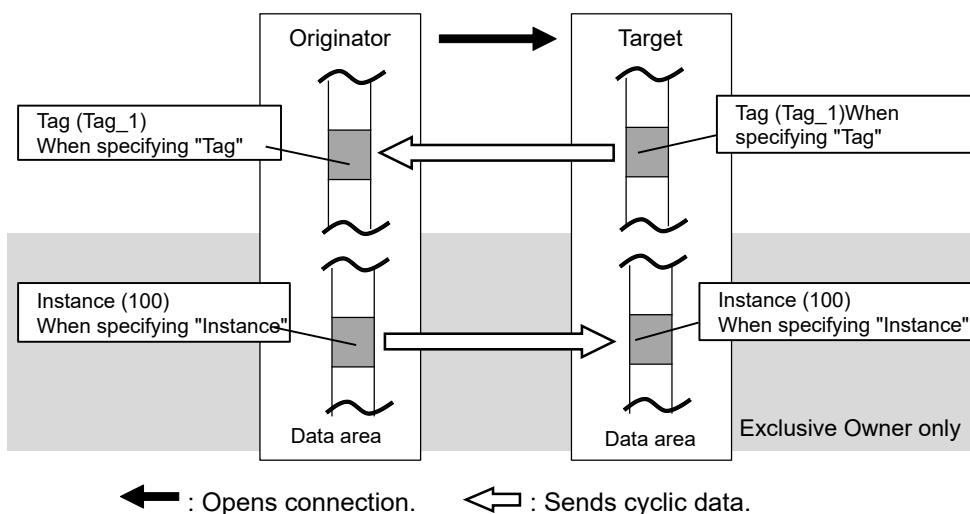 Originator
Target
Tag (Tag_1)
When specifying "Tag"
Tag (Tag_1)When
specifying "Tag"
Instance (100)
When specifying "Instance"
Instance (100)
When specifying "Instance"
Data area
Data area
Exclusive Owner only
: Opens connection.
: Sends cyclic data.